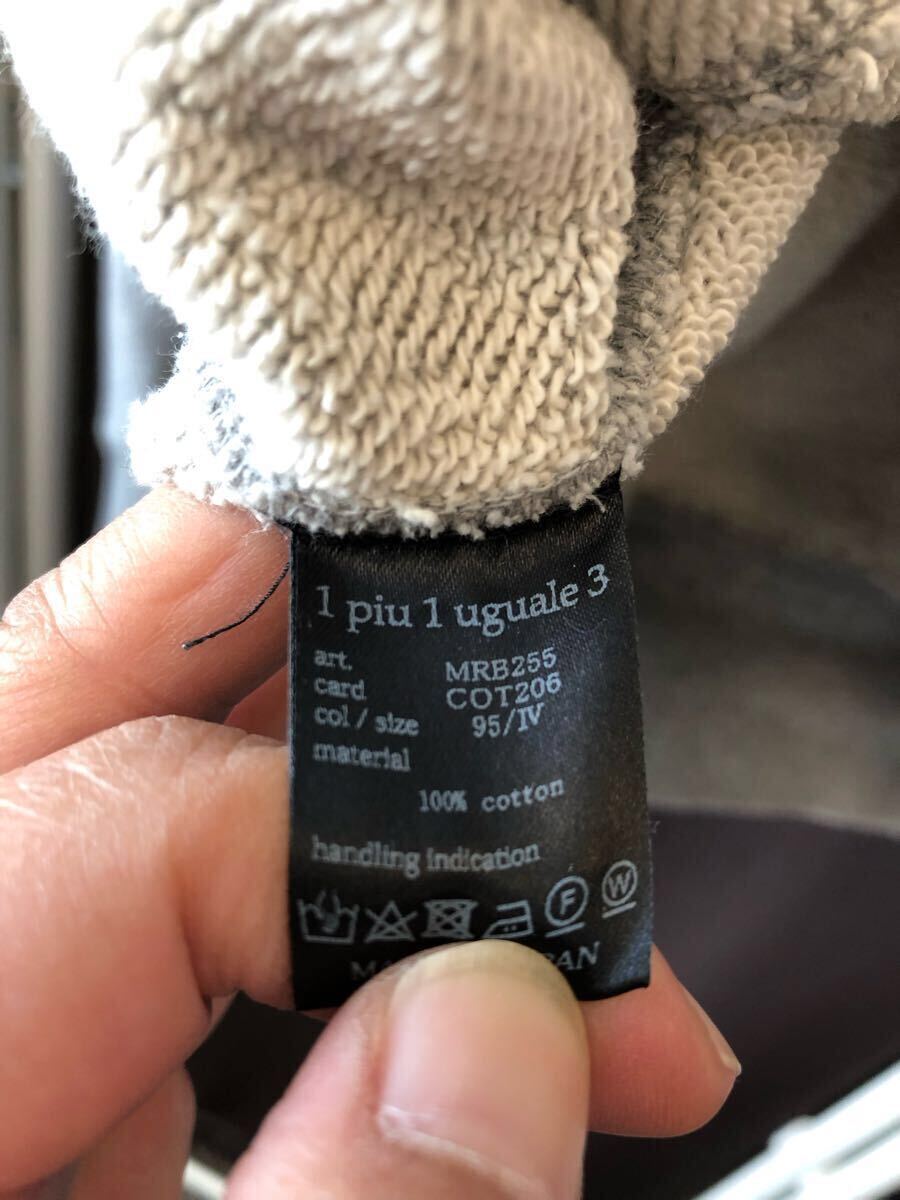 1 piu 1 uguale 3
art. MRB255
card COT206
col / size 95/IV
material
100% cotton
handling indication
F W